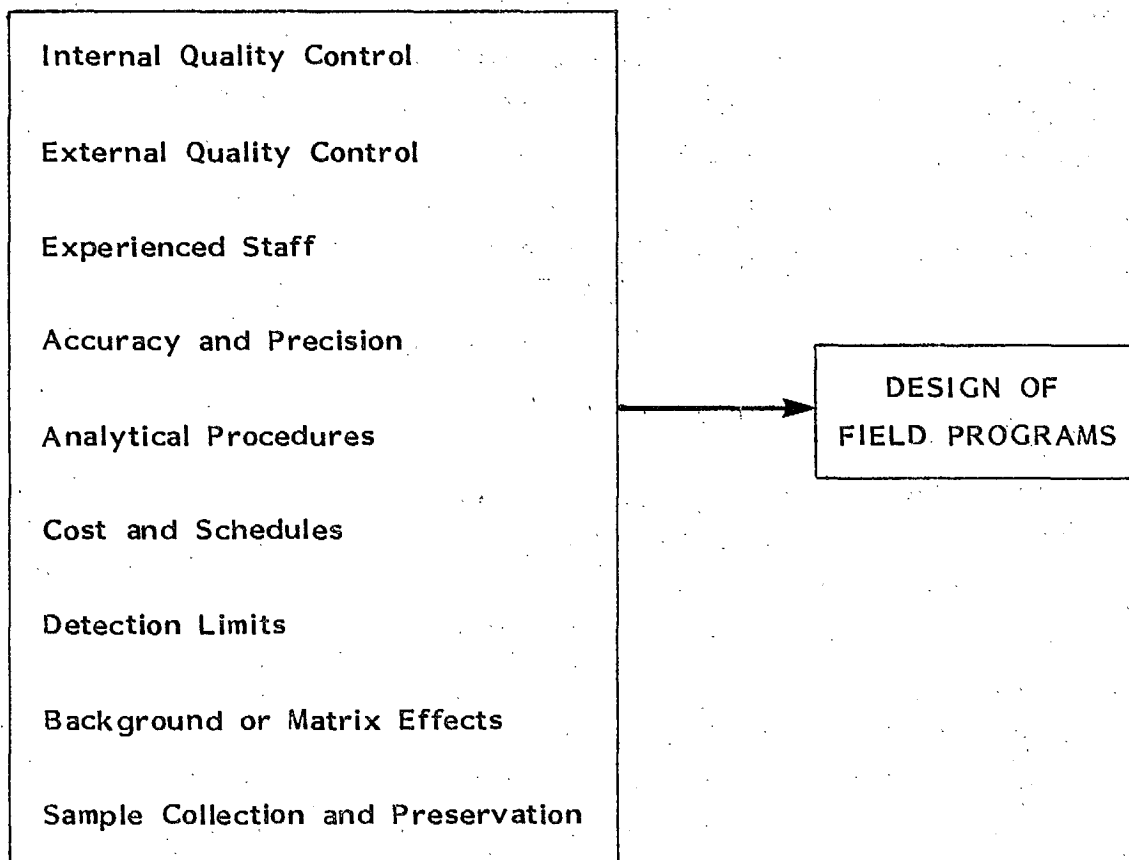 Internal Quality Control
External Quality Control
Experienced Staff
Accuracy and Precision
Analytical Procedures
Cost and Schedules
Detection Limits
Background or Matrix Effects
Sample Collection and Preservation
DESIGN OF
FIELD PROGRAMS